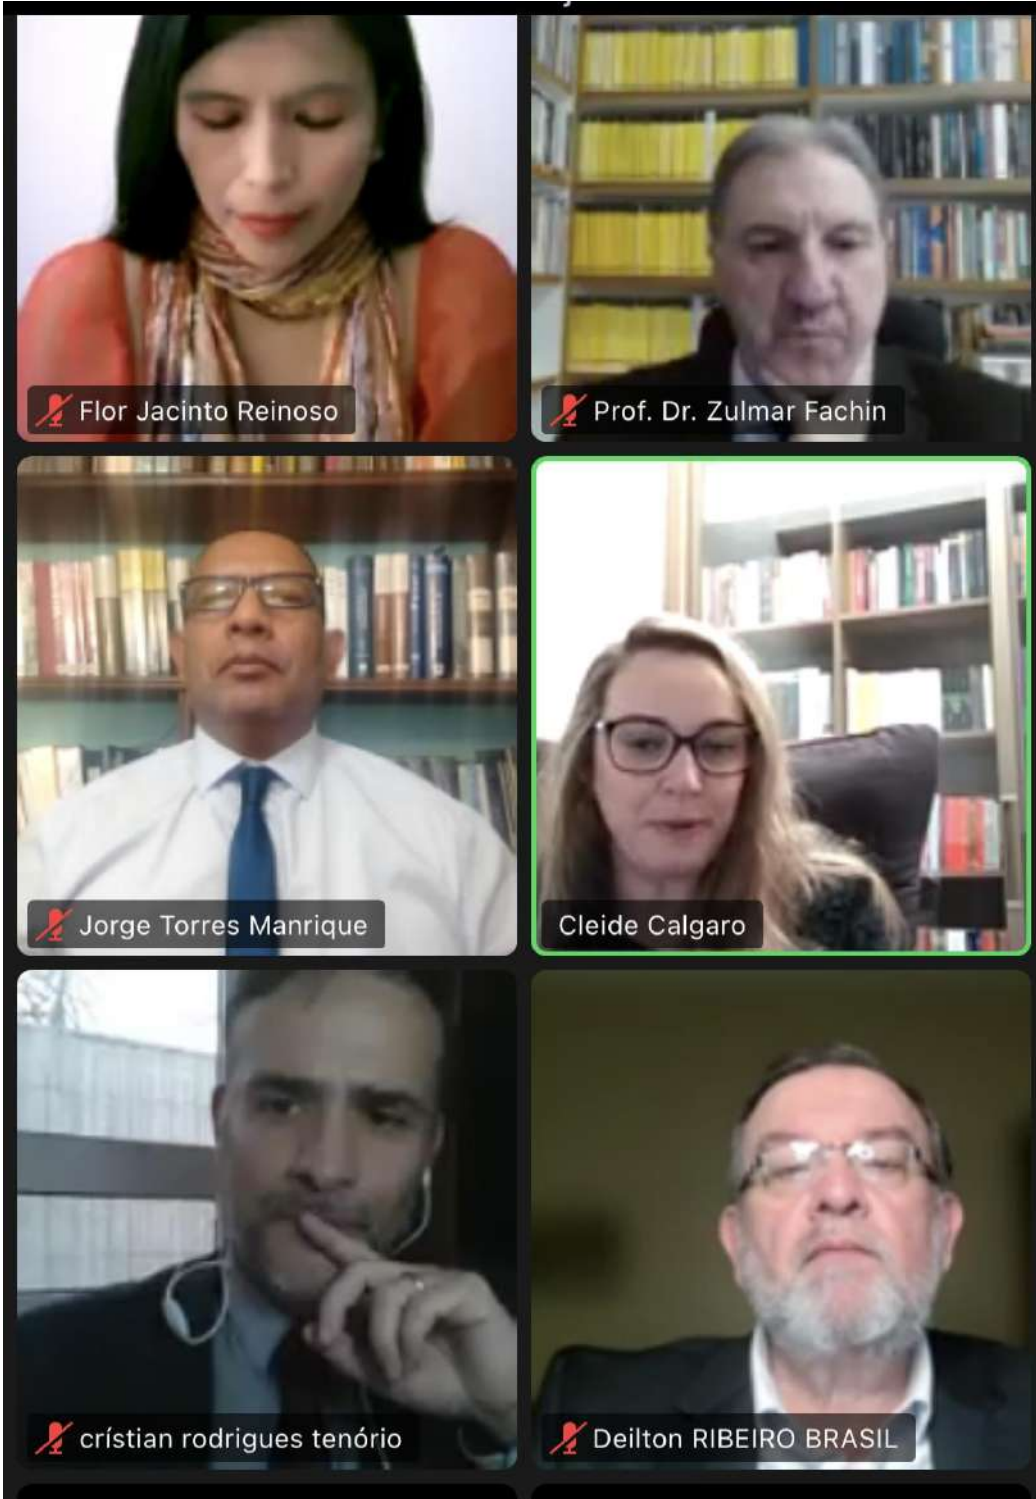 Flor Jacinto Reinoso
Prof. Dr. Zulmar Fachin
Jorge Torres Manrique
Cleide Calgaro
crístian rodrigues tenório
Deilton RIBEIRO BRASIL